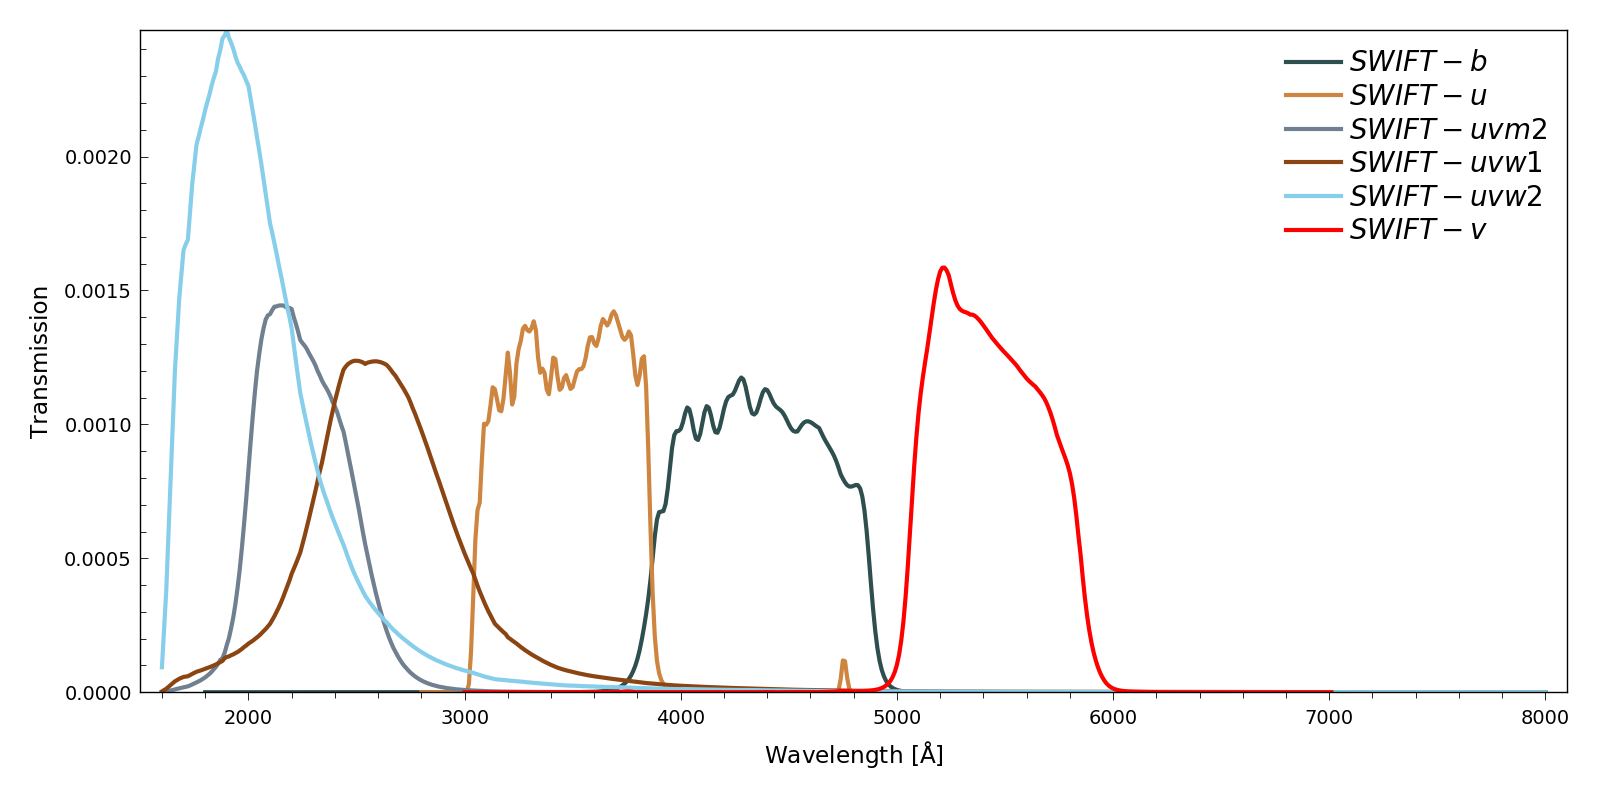 SWIFT − b
SWIFT − u
SWIFT − uvm2
SWIFT − uvw1
SWIFT − uvw2
SWIFT − v
Transmission
0.0020
0.0015
0.0010
0.0005
0.0000
2000 3000 4000 5000 6000 7000 8000
Wavelength [Å]